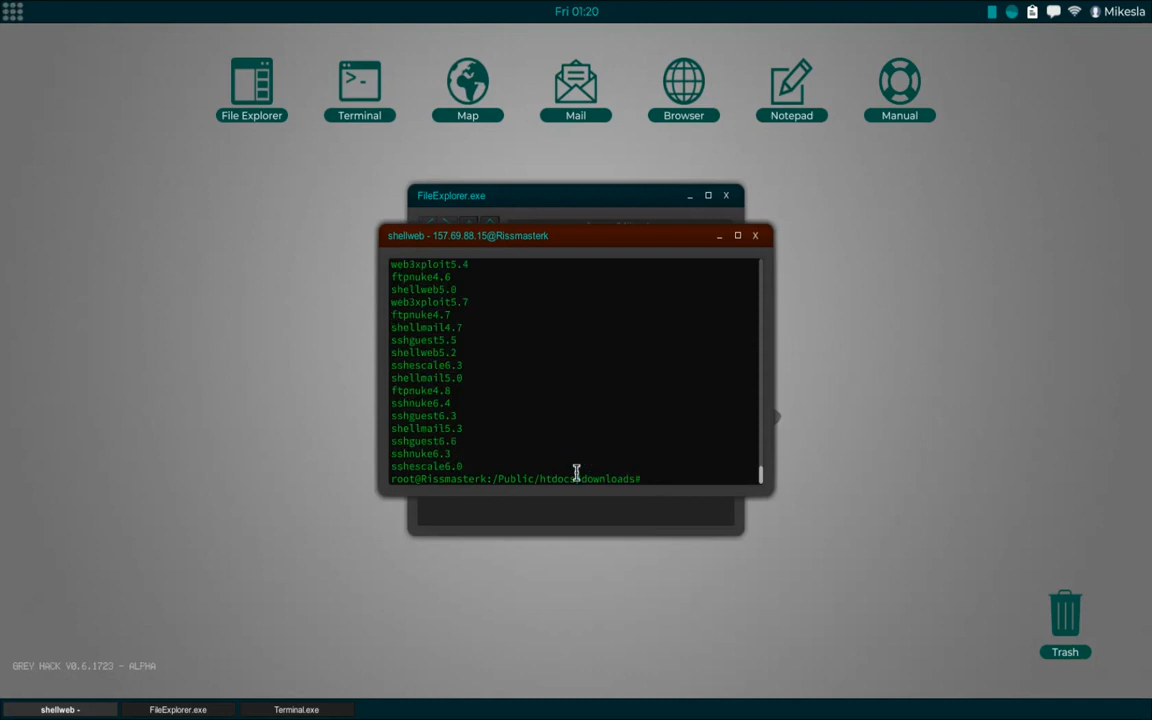 Fri 01:20
Mikesla
File Explorer
Terminal
Map
Mail
Browser
Notepad
Manual
FileExplorer.exe
_ X
shellweb - 157.69.88.15@Rissmasterk
_ X
web3xploit5.4
ftpnuke4.6
shellweb5.0
web3xploit5.7
ftpnuke4.7
shellmail4.7
sshguest5.5
shellweb5.2
sshescale6.3
shellmail5.0
ftpnuke4.8
sshnuke6.4
sshguest6.3
shellmail5.3
sshguest6.6
sshnuke6.3
sshescale6.0
root@Rissmasterk:/Public/htdocs/downloads#
Trash
GREY HACK V0.6.1723 - ALPHA
shellweb -
FileExplorer.exe
Terminal.exe